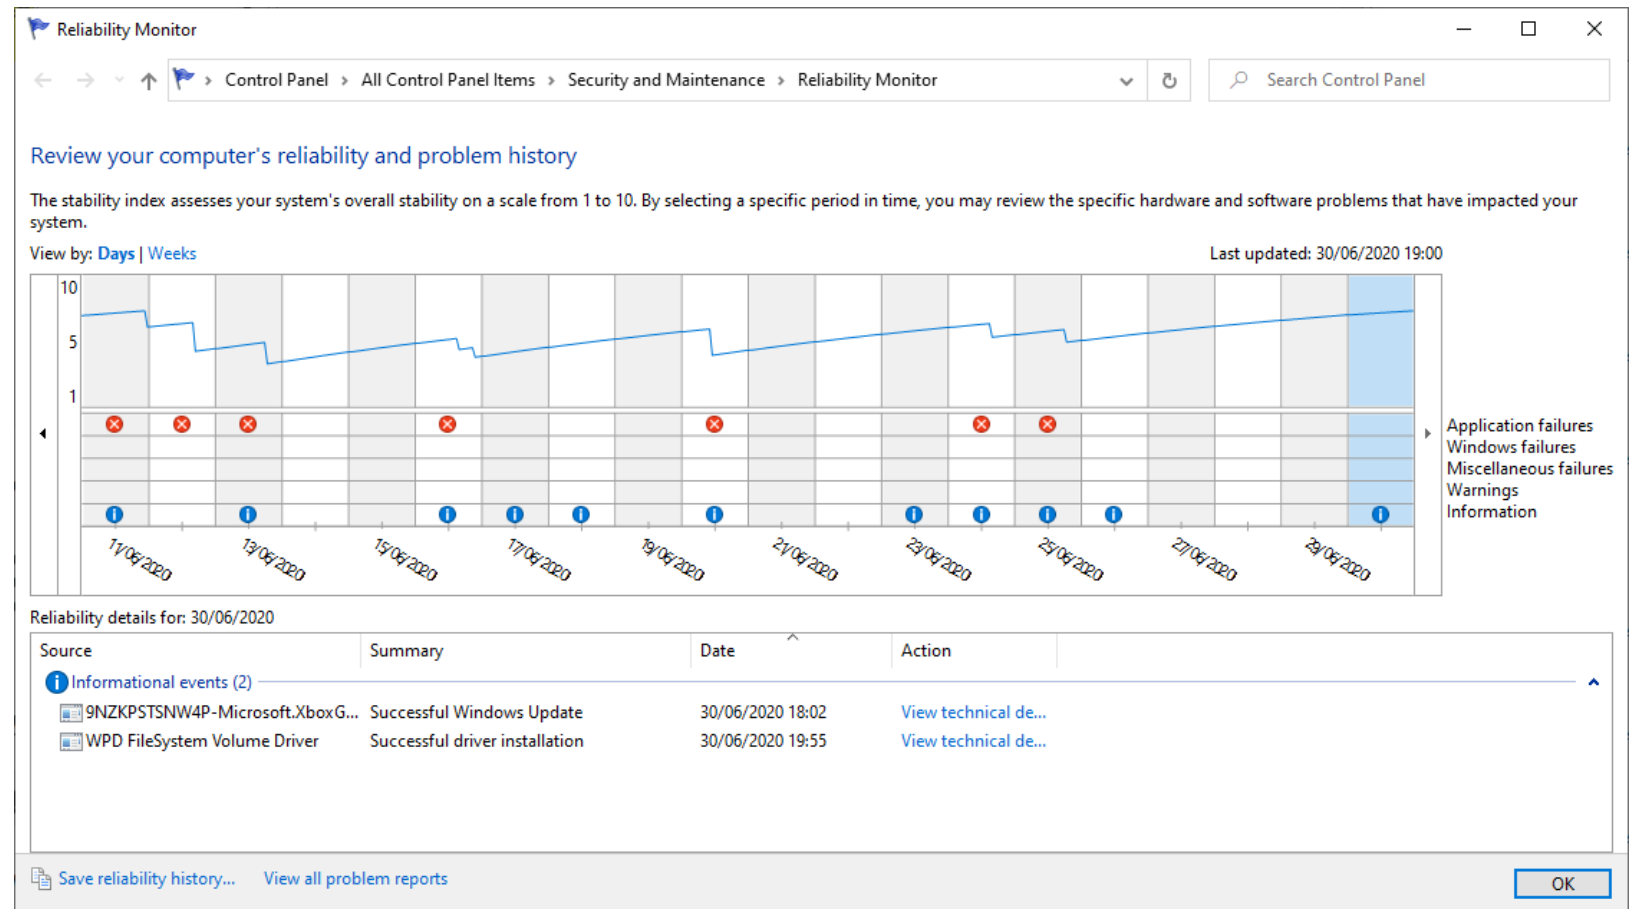 Reliability Monitor
Control Panel > All Control Panel Items > Security and Maintenance > Reliability Monitor
Search Control Panel
Review your computer's reliability and problem history
The stability index assesses your system's overall stability on a scale from 1 to 10. By selecting a specific period in time, you may review the specific hardware and software problems that have impacted your
system.
View by: Days | Weeks
Last updated: 30/06/2020 19:00
10
5
1
Application failures
Windows failures
Miscellaneous failures
Warnings
Information
11/06/2020
13/06/2020
15/06/2020
17/06/2020
19/06/2020
21/06/2020
23/06/2020
25/06/2020
27/06/2020
29/06/2020
Reliability details for: 30/06/2020
Source Summary Date Action
Informational events (2)
9NZKPSTSNW4P-Microsoft.XboxG... Successful Windows Update 30/06/2020 18:02 View technical de...
WPD FileSystem Volume Driver Successful driver installation 30/06/2020 19:55 View technical de...
Save reliability history... View all problem reports
OK